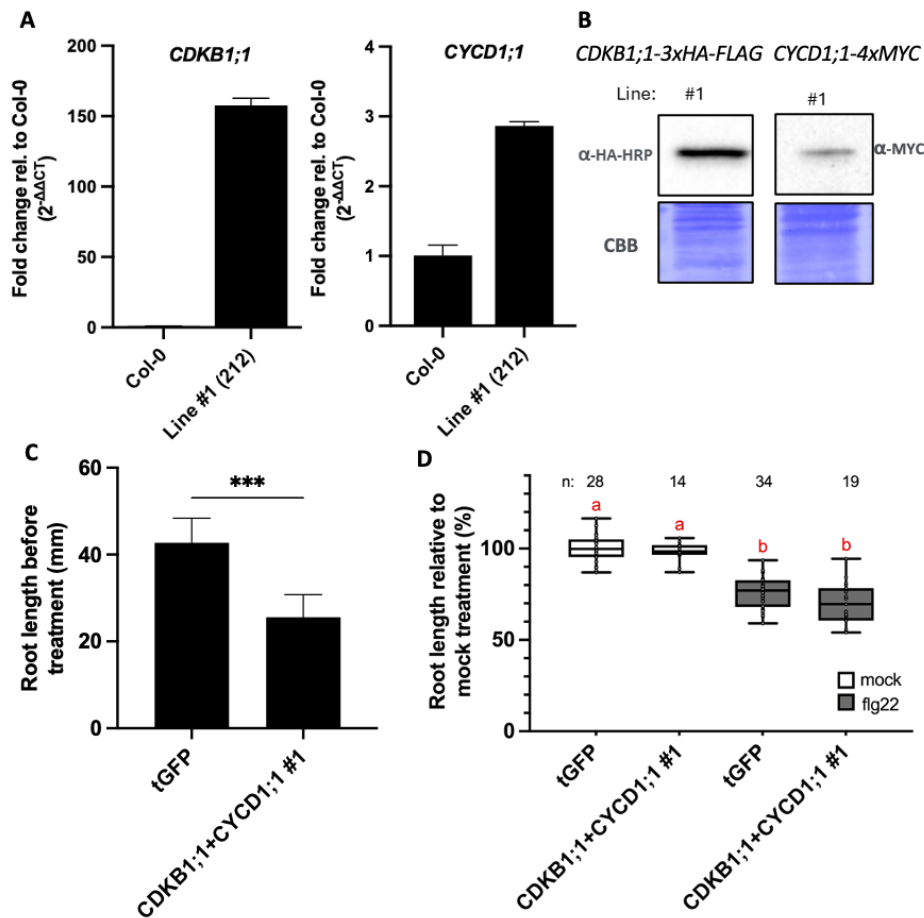 A
CDKB1;1
CYCD1;1
Fold change rel. to Col-0
(2-ΔΔCT)
200
150
100
50
0
Col-0
Line #1 (212)
Fold change rel. to Col-0
(2-ΔΔCT)
4
3
2
1
0
Col-0
Line #1 (212)
B
CDKB1;1-3xHA-FLAG
CYCD1;1-4xMYC
Line:
#1
#1
α-HA-HRP
α-MYC
CBB
C
Root length before
treatment (mm)
60
40
20
0
***
tGFP
CDKB1;1+CYCD1;1 #1
D
Root length relative to
mock treatment (%)
100
50
0
n: 28 14 34 19
a a b b
mock
flg22
tGFP
CDKB1;1+CYCD1;1 #1
tGFP
CDKB1;1+CYCD1;1 #1